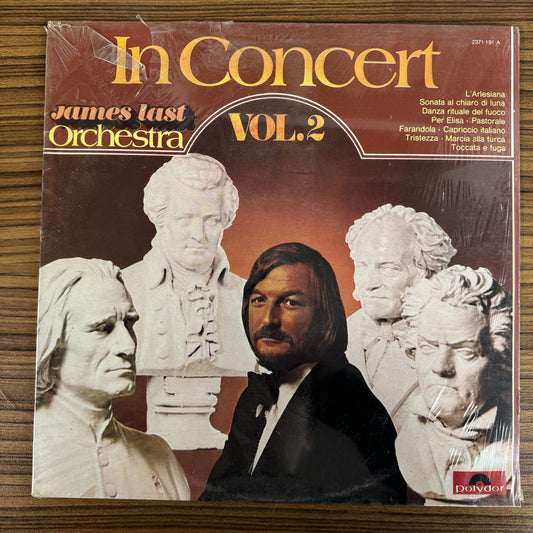 In Concert
2371 191 A
james last
Orchestra
VOL.2
L'Arlesiana
Sonata al chiaro di luna
Danza rituale del fuoco
Per Elisa - Pastorale
Farandola - Capriccio italiano
Tristezza - Marcia alla turca
Toccata e fuga
Polydor